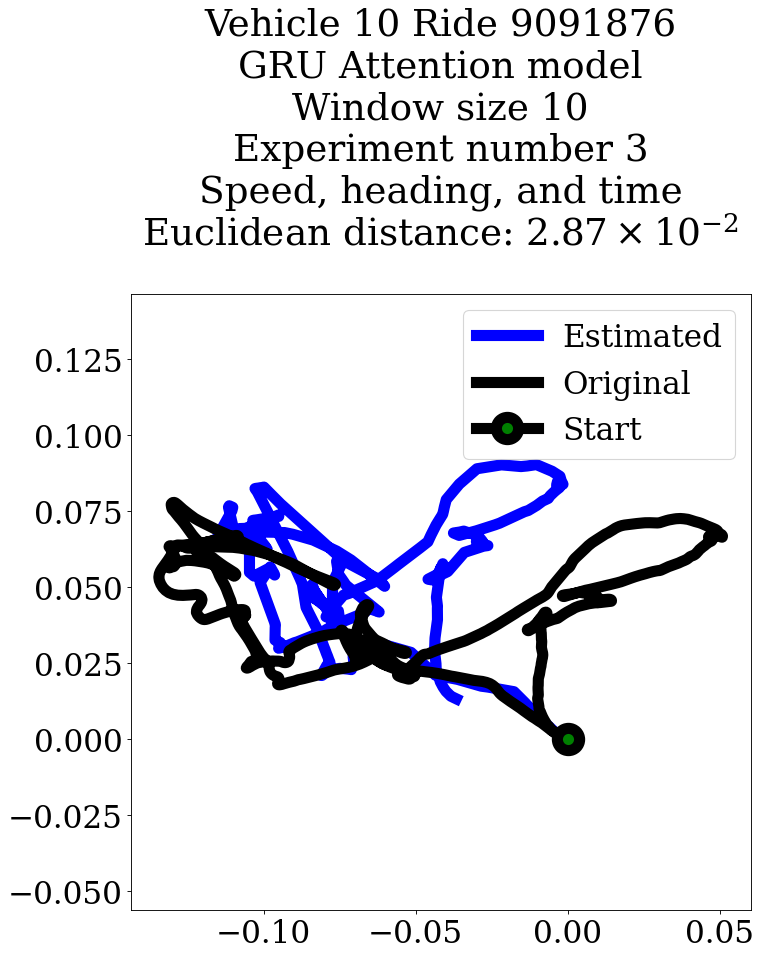 Vehicle 10 Ride 9091876
GRU Attention model
Window size 10
Experiment number 3
Speed, heading, and time
Euclidean distance: 2.87 × 10⁻²
Estimated
Original
Start
0.125
0.100
0.075
0.050
0.025
0.000
−0.025
−0.050
−0.10
−0.05
0.00
0.05